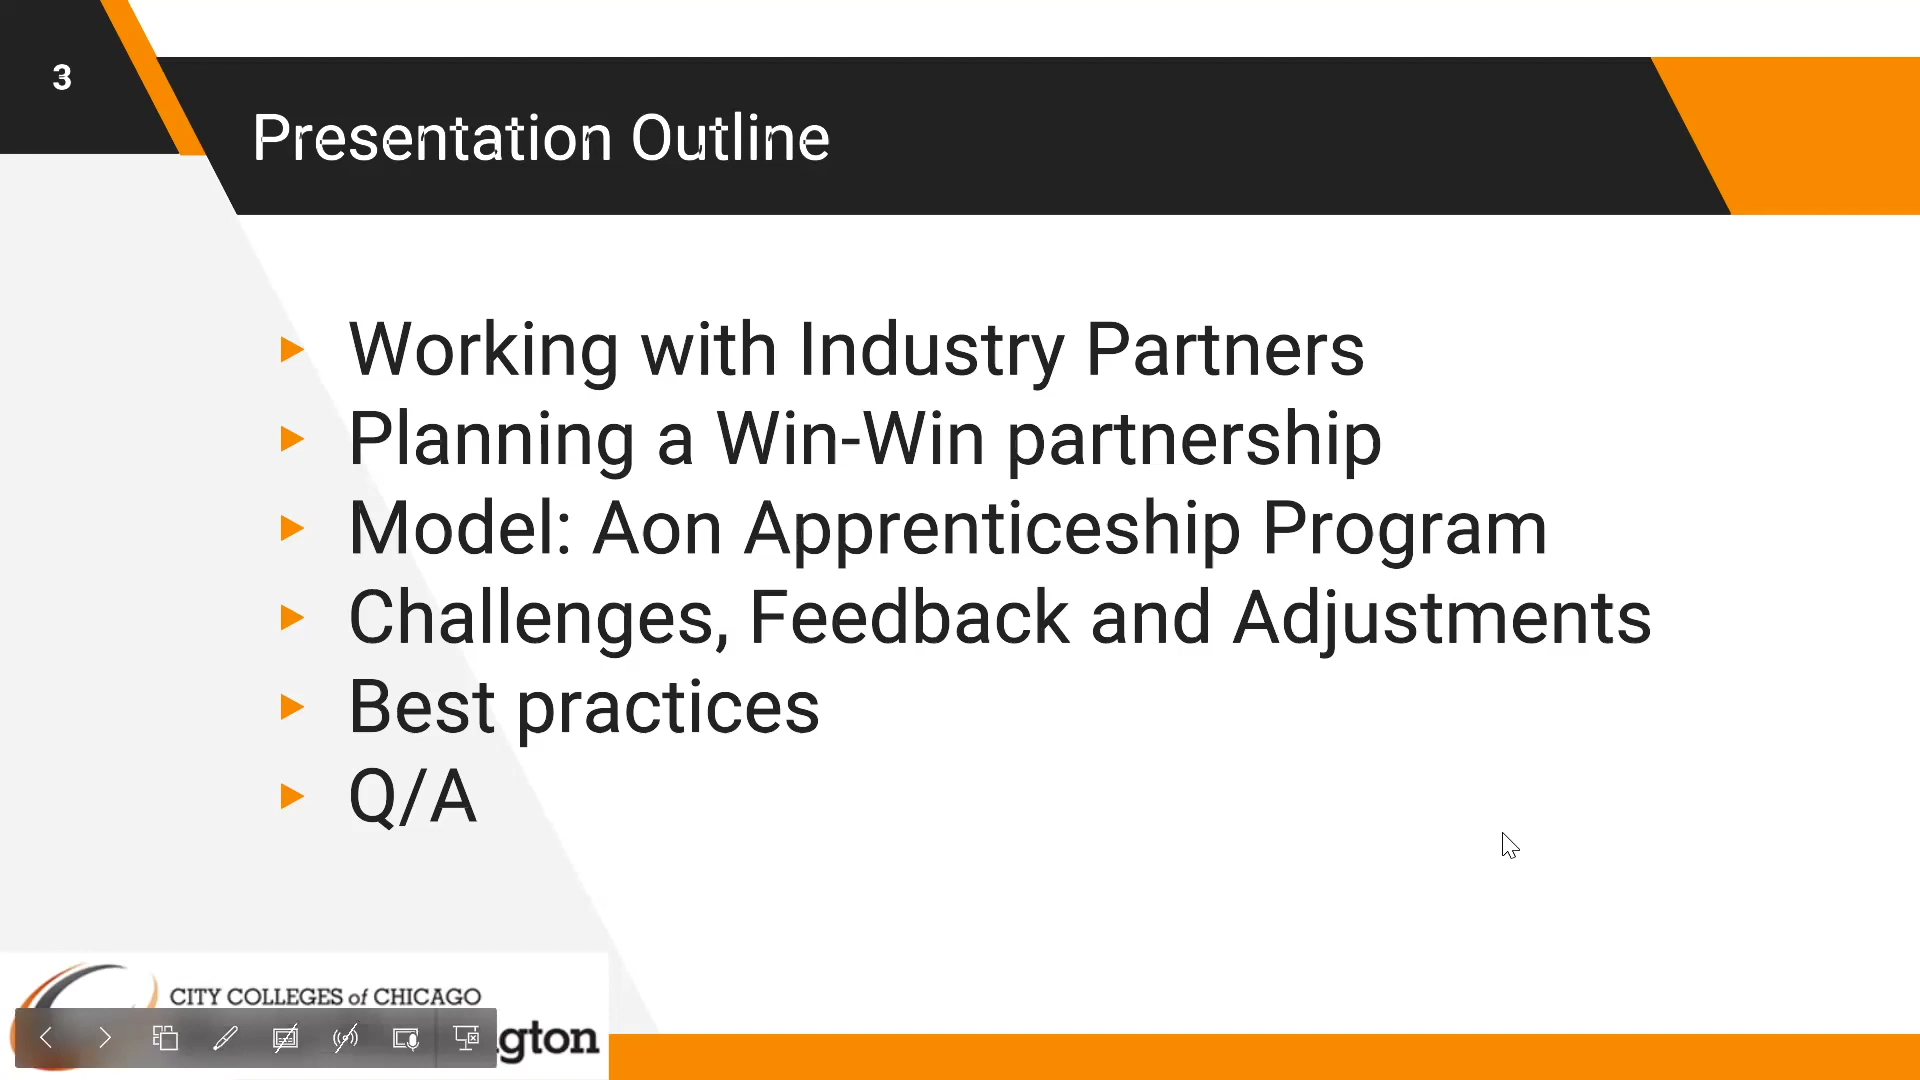 3
Presentation Outline
Working with Industry Partners
Planning a Win-Win partnership
Model: Aon Apprenticeship Program
Challenges, Feedback and Adjustments
Best practices
Q/A
CITY COLLEGES of CHICAGO
gton